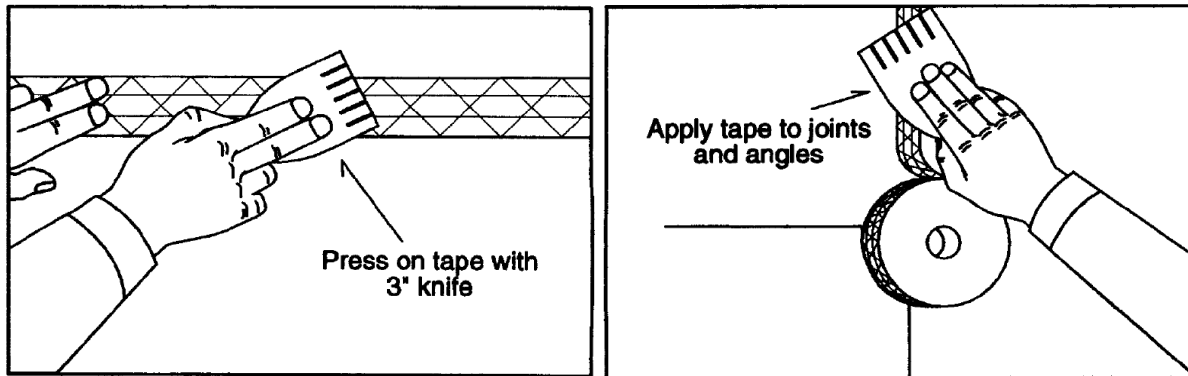 Press on tape with
3" knife
Apply tape to joints
and angles